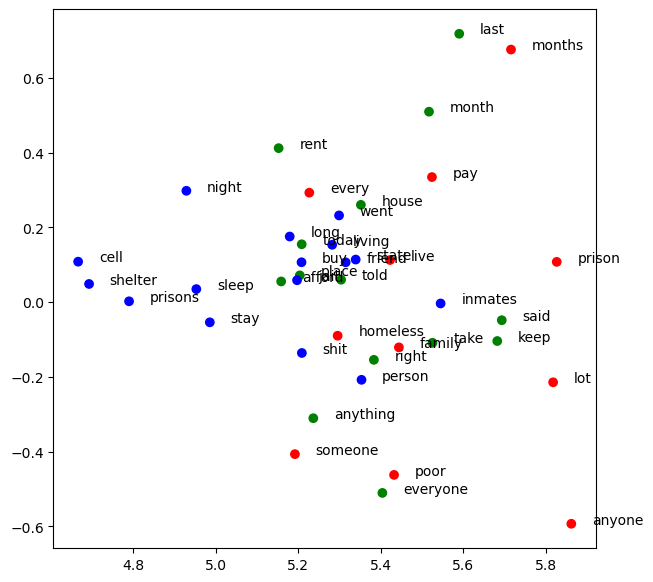 last
months
0.6
month
rent
0.4
pay
night
every
house
0.2
went
long
today
living
cell
buy
friend
state
live
prison
shelter
afford
place
told
sleep
prisons
inmates
0.0
stay
said
homeless
take
keep
shit
family
right
person
lot
−0.2
anything
someone
−0.4
poor
everyone
anyone
−0.6
4.8 5.0 5.2 5.4 5.6 5.8